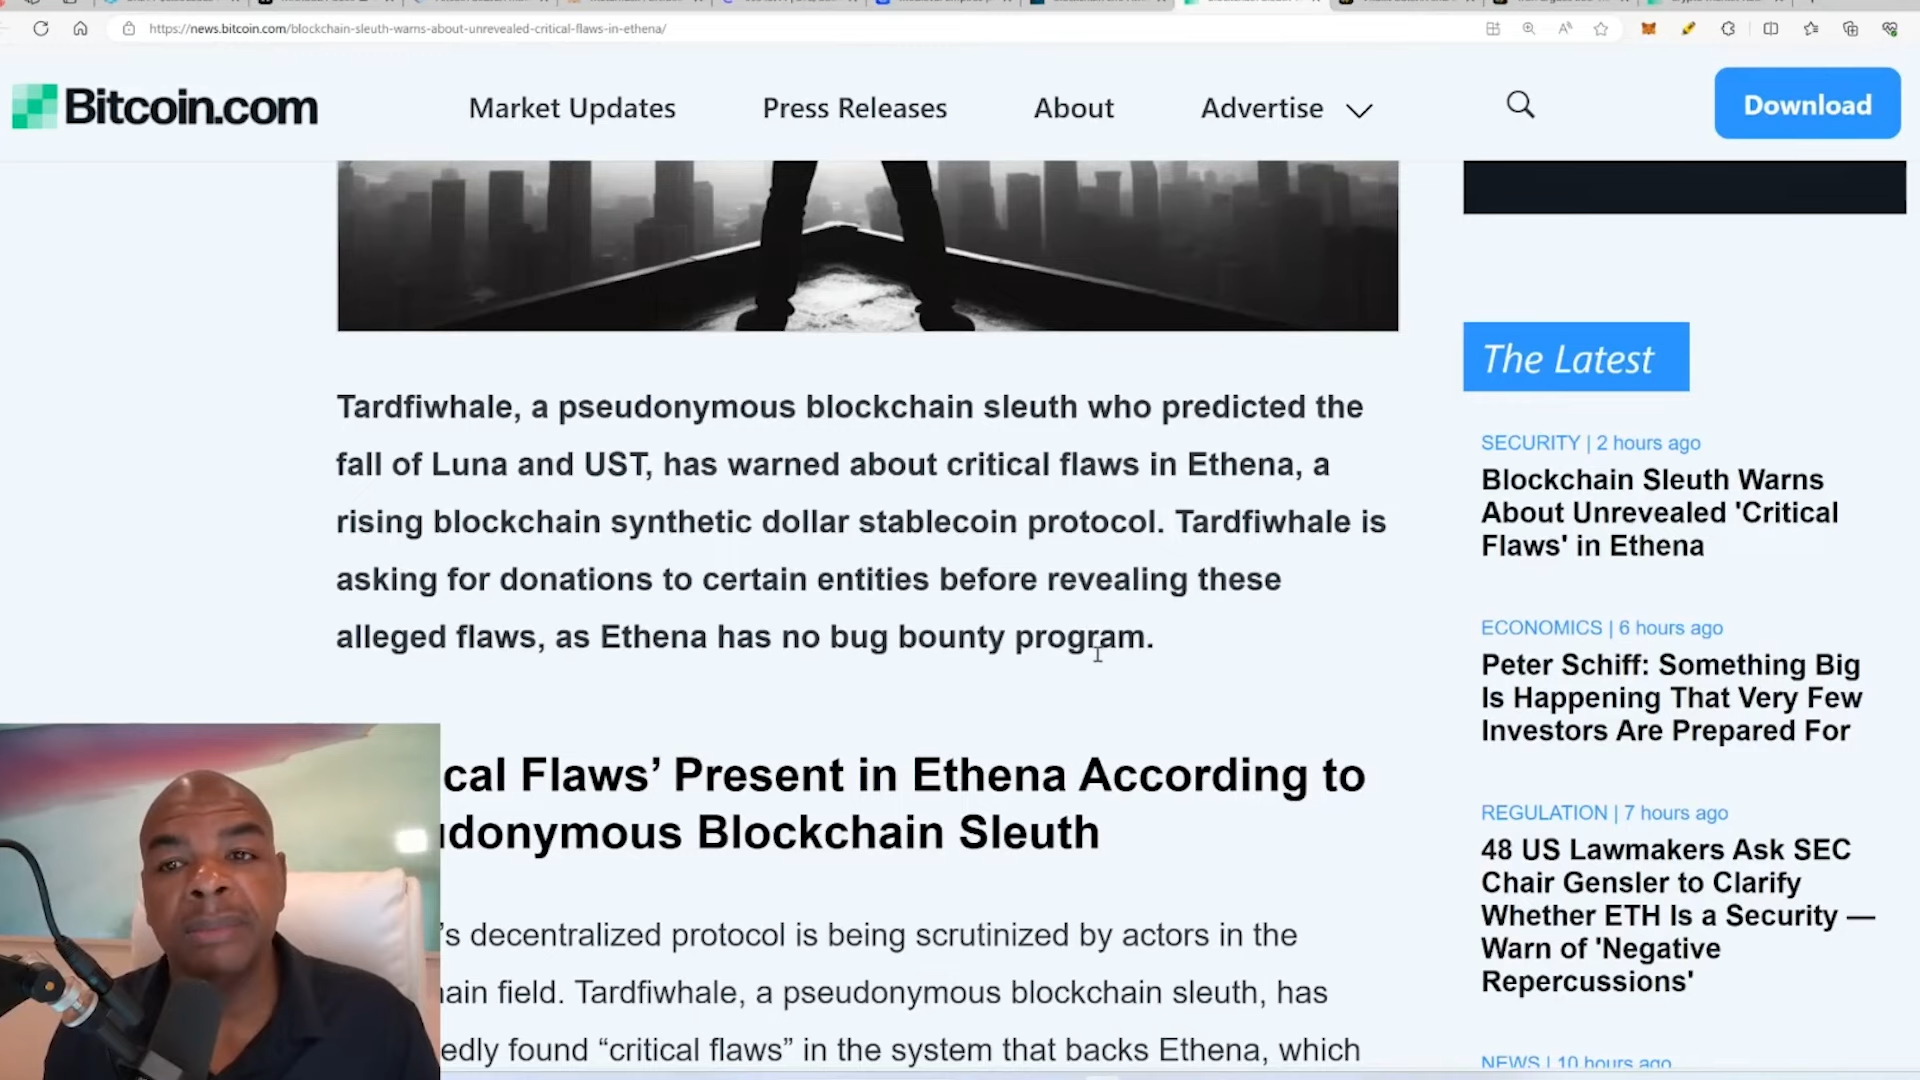 https://news.bitcoin.com/blockchain-sleuth-warns-about-unrevealed-critical-flaws-in-ethena/
Bitcoin.com
Market Updates
Press Releases
About
Advertise
Download
Tardfiwhale, a pseudonymous blockchain sleuth who predicted the
fall of Luna and UST, has warned about critical flaws in Ethena, a
rising blockchain synthetic dollar stablecoin protocol. Tardfiwhale is
asking for donations to certain entities before revealing these
alleged flaws, as Ethena has no bug bounty program.
cal Flaws’ Present in Ethena According to
udonymous Blockchain Sleuth
’s decentralized protocol is being scrutinized by actors in the
ain field. Tardfiwhale, a pseudonymous blockchain sleuth, has
edly found “critical flaws” in the system that backs Ethena, which
The Latest
SECURITY | 2 hours ago
Blockchain Sleuth Warns
About Unrevealed 'Critical
Flaws' in Ethena
ECONOMICS | 6 hours ago
Peter Schiff: Something Big
Is Happening That Very Few
Investors Are Prepared For
REGULATION | 7 hours ago
48 US Lawmakers Ask SEC
Chair Gensler to Clarify
Whether ETH Is a Security —
Warn of 'Negative
Repercussions'
NEWS | 10 hours ago